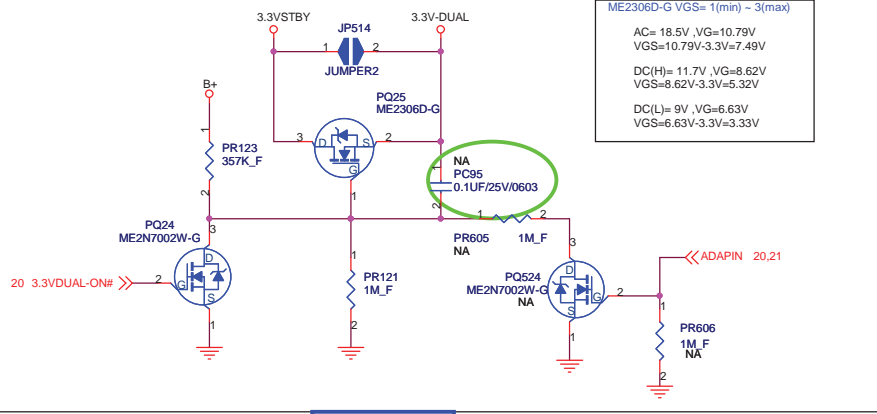 ME2306D-G VGS= 1(min) ~ 3(max)
AC= 18.5V ,VG=10.79V
VGS=10.79V-3.3V=7.49V
DC(H)= 11.7V ,VG=8.62V
VGS=8.62V-3.3V=5.32V
DC(L)= 9V ,VG=6.63V
VGS=6.63V-3.3V=3.33V
3.3VSTBY
3.3V-DUAL
JP514
1
2
JUMPER2
B+
PQ25
ME2306D-G
3
D
S
2
G
1
1
PR123
357K_F
2
NA
1
PC95
0.1UF/25V/0603
2
PQ24
ME2N7002W-G
3
D
20 3.3VDUAL-ON#
2
G
S
1
1
PR121
1M_F
2
1
2
PR605
1M_F
NA
3
PQ524
D
ME2N7002W-G
NA
G
2
S
1
ADAPIN 20,21
1
PR606
1M_F
NA
2